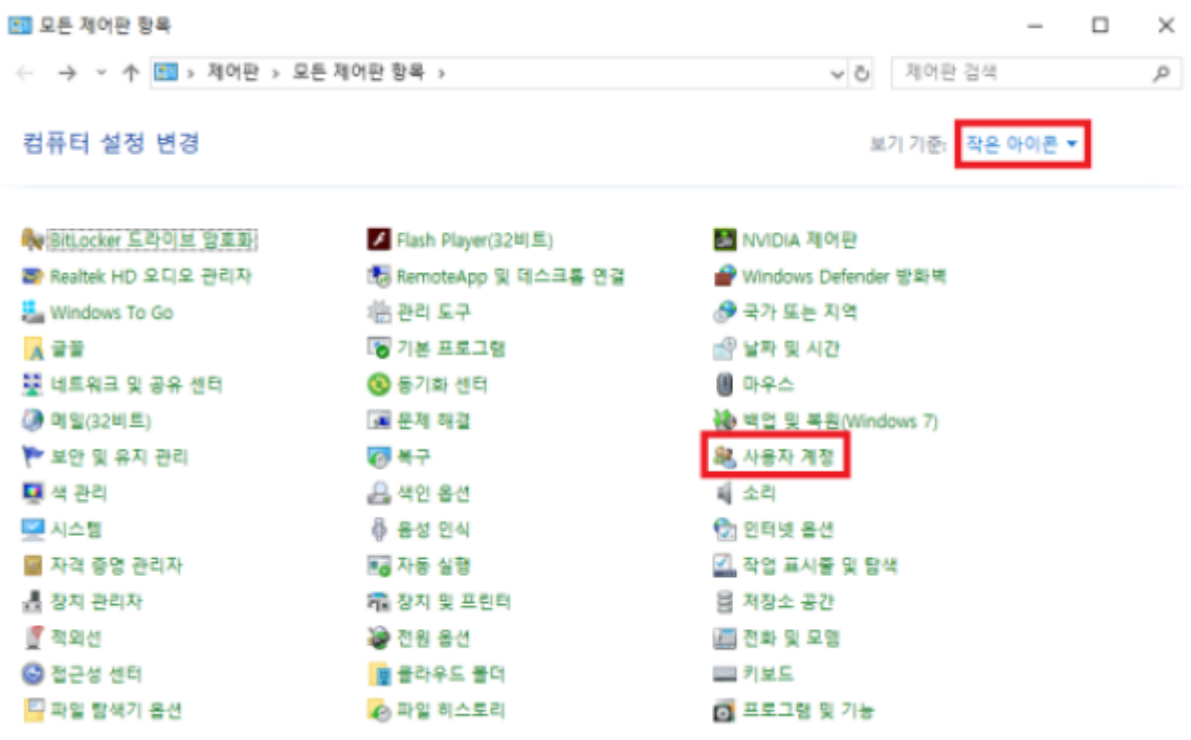 모든 제어판 항목
제어판 > 모든 제어판 항목 >
제어판 검색
컴퓨터 설정 변경
보기 기준: 작은 아이콘
BitLocker 드라이브 암호화
Flash Player(32비트)
NVIDIA 제어판
Realtek HD 오디오 관리자
RemoteApp 및 데스크톱 연결
Windows Defender 방화벽
Windows To Go
관리 도구
국가 또는 지역
글꼴
기본 프로그램
날짜 및 시간
네트워크 및 공유 센터
동기화 센터
마우스
메일(32비트)
문제 해결
백업 및 복원(Windows 7)
보안 및 유지 관리
복구
사용자 계정
색 관리
색인 옵션
소리
시스템
음성 인식
인터넷 옵션
자격 증명 관리자
자동 실행
작업 표시줄 및 탐색
장치 관리자
장치 및 프린터
저장소 공간
적외선
전원 옵션
전화 및 모뎀
접근성 센터
클라우드 폴더
키보드
파일 탐색기 옵션
파일 히스토리
프로그램 및 기능